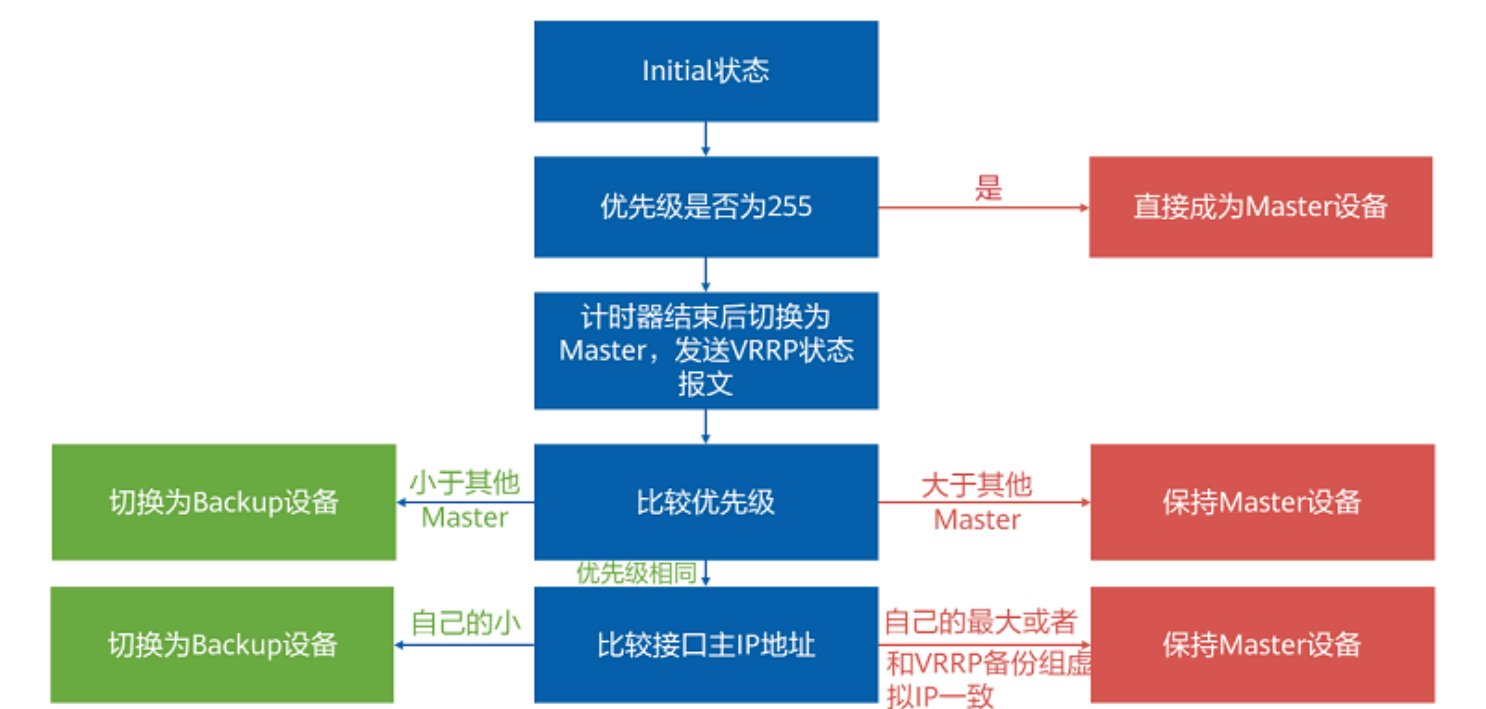 Initial状态
优先级是否为255
是
直接成为Master设备
计时器结束后切换为
Master，发送VRRP状态
报文
切换为Backup设备
小于其他
Master
比较优先级
大于其他
Master
保持Master设备
优先级相同
切换为Backup设备
自己的小
比较接口主IP地址
自己的最大或者
和VRRP备份组虚
拟IP一致
保持Master设备